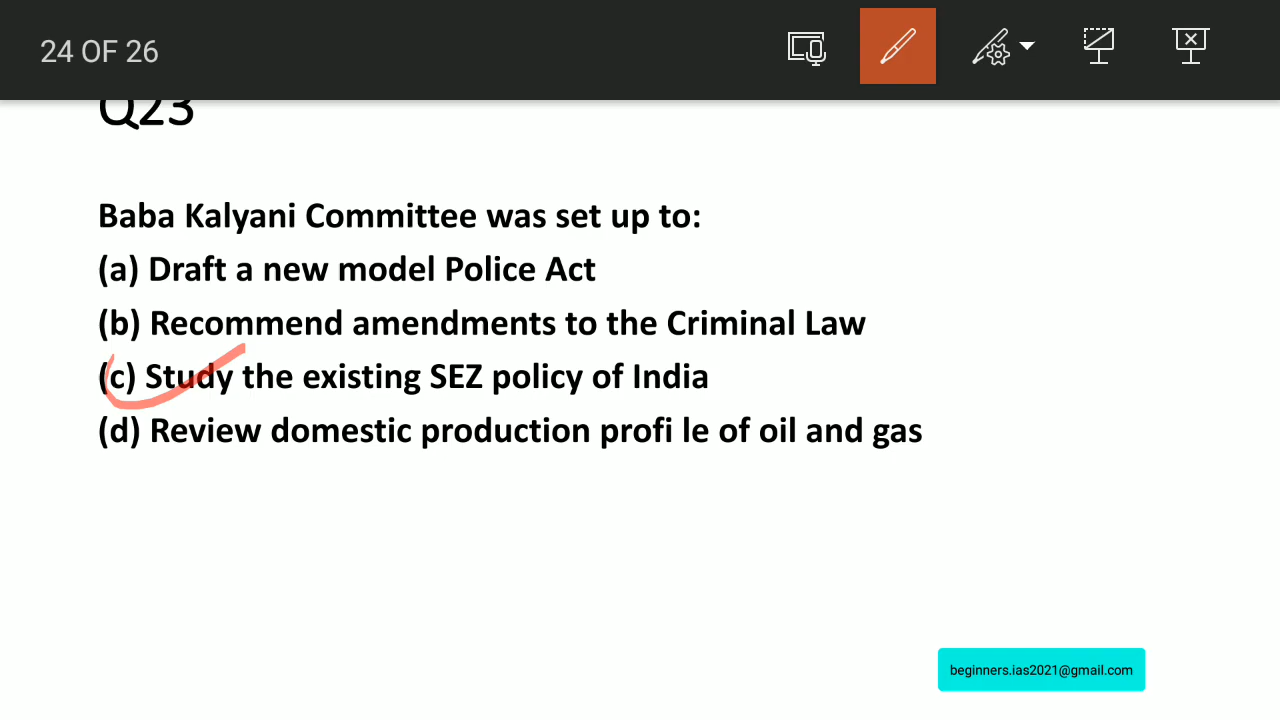 24 OF 26
Q23
Baba Kalyani Committee was set up to:
(a) Draft a new model Police Act
(b) Recommend amendments to the Criminal Law
(c) Study the existing SEZ policy of India
(d) Review domestic production profi le of oil and gas
beginners.ias2021@gmail.com